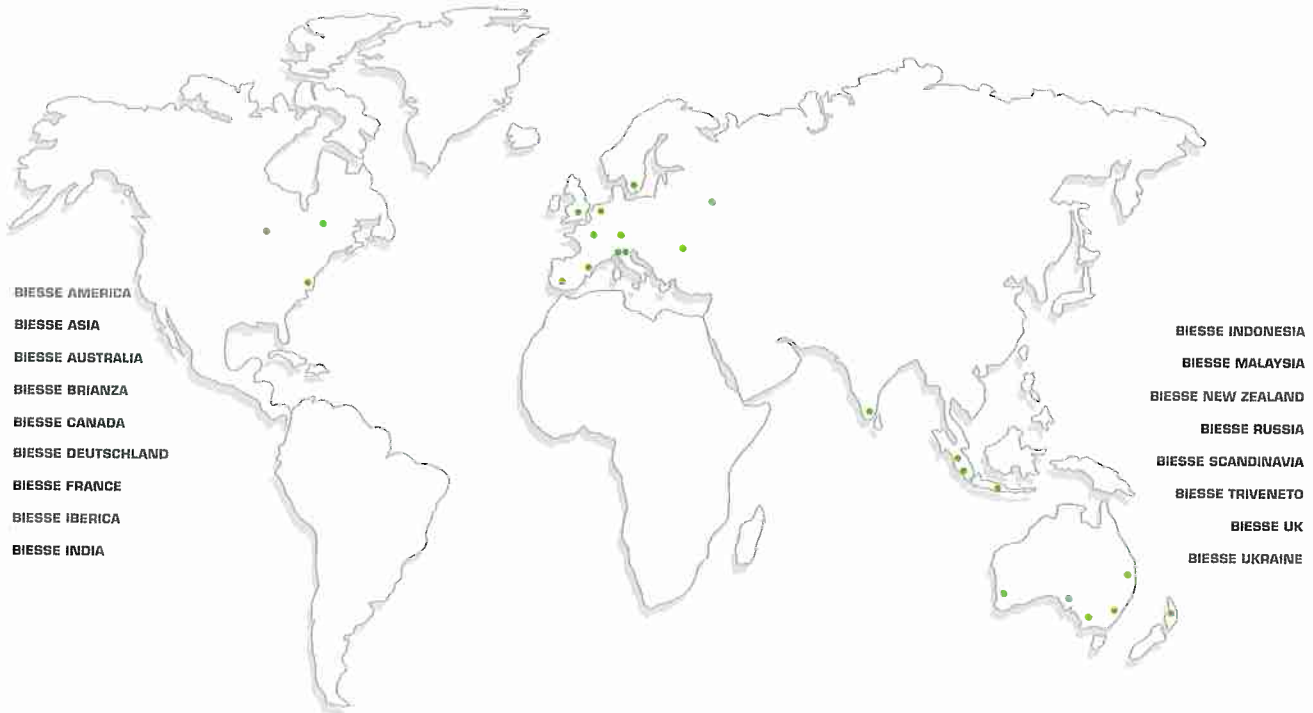 BIESSE AMERICA
BIESSE ASIA
BIESSE AUSTRALIA
BIESSE BRIANZA
BIESSE CANADA
BIESSE DEUTSCHLAND
BIESSE FRANCE
BIESSE IBERICA
BIESSE INDIA
BIESSE INDONESIA
BIESSE MALAYSIA
BIESSE NEW ZEALAND
BIESSE RUSSIA
BIESSE SCANDINAVIA
BIESSE TRIVENETO
BIESSE UK
BIESSE UKRAINE